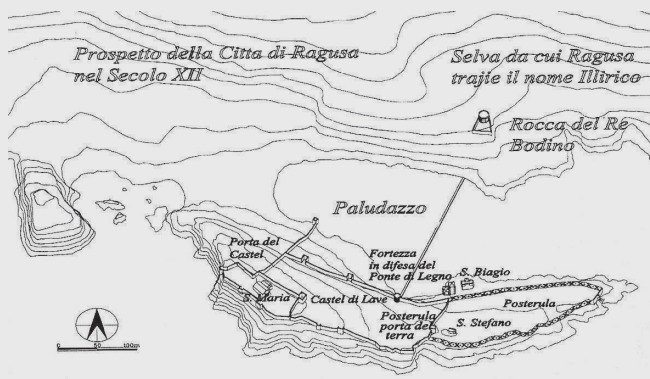 Prospetto della Citta di Ragusa
nel Secolo XII
Selva da cui Ragusa
trajie il nome Illirico
Rocca del Re
Bodino
Paludazzo
Porta del
Castel
Fortezza
in difesa del
Ponte di Legno
S. Biagio
S. Maria
Castel di Lave
Posterula
Posterula
porta del
terra
S. Stefano
0 50 100m